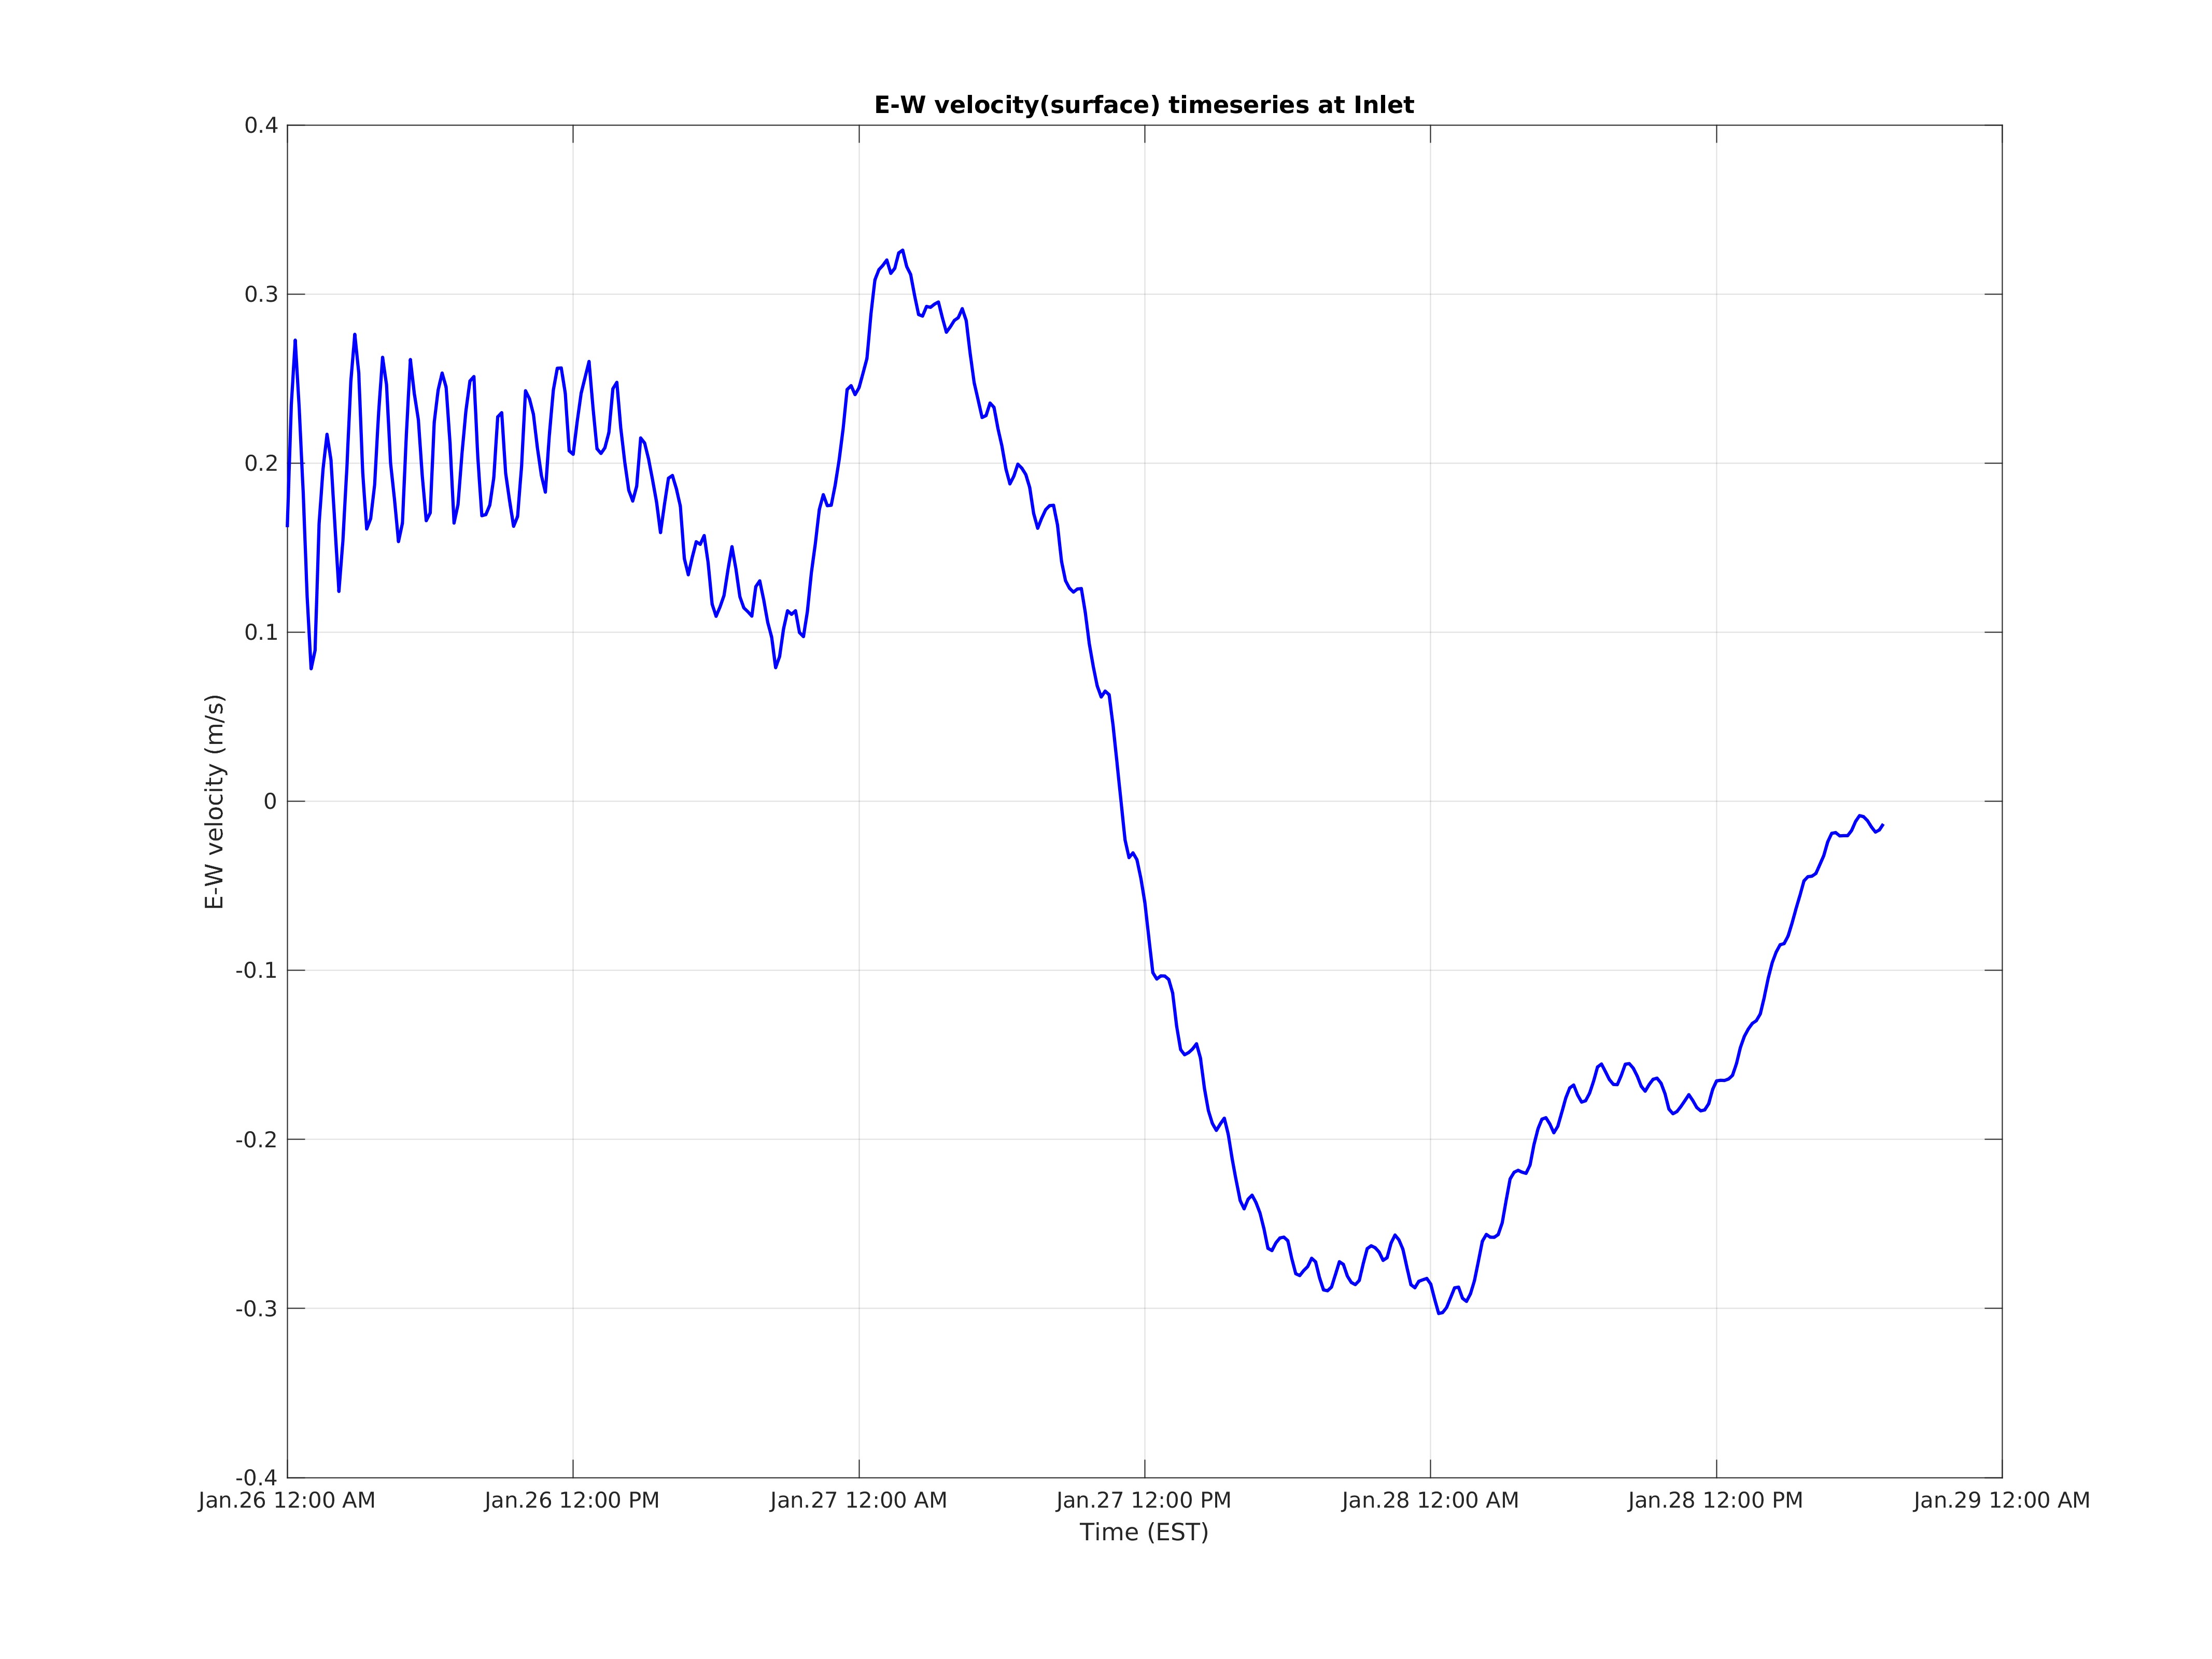 E-W velocity(surface) timeseries at Inlet
0.4
0.3
0.2
0.1
0
-0.1
-0.2
-0.3
-0.4
E-W velocity (m/s)
Jan.26 12:00 AM
Jan.26 12:00 PM
Jan.27 12:00 AM
Jan.27 12:00 PM
Jan.28 12:00 AM
Jan.28 12:00 PM
Jan.29 12:00 AM
Time (EST)